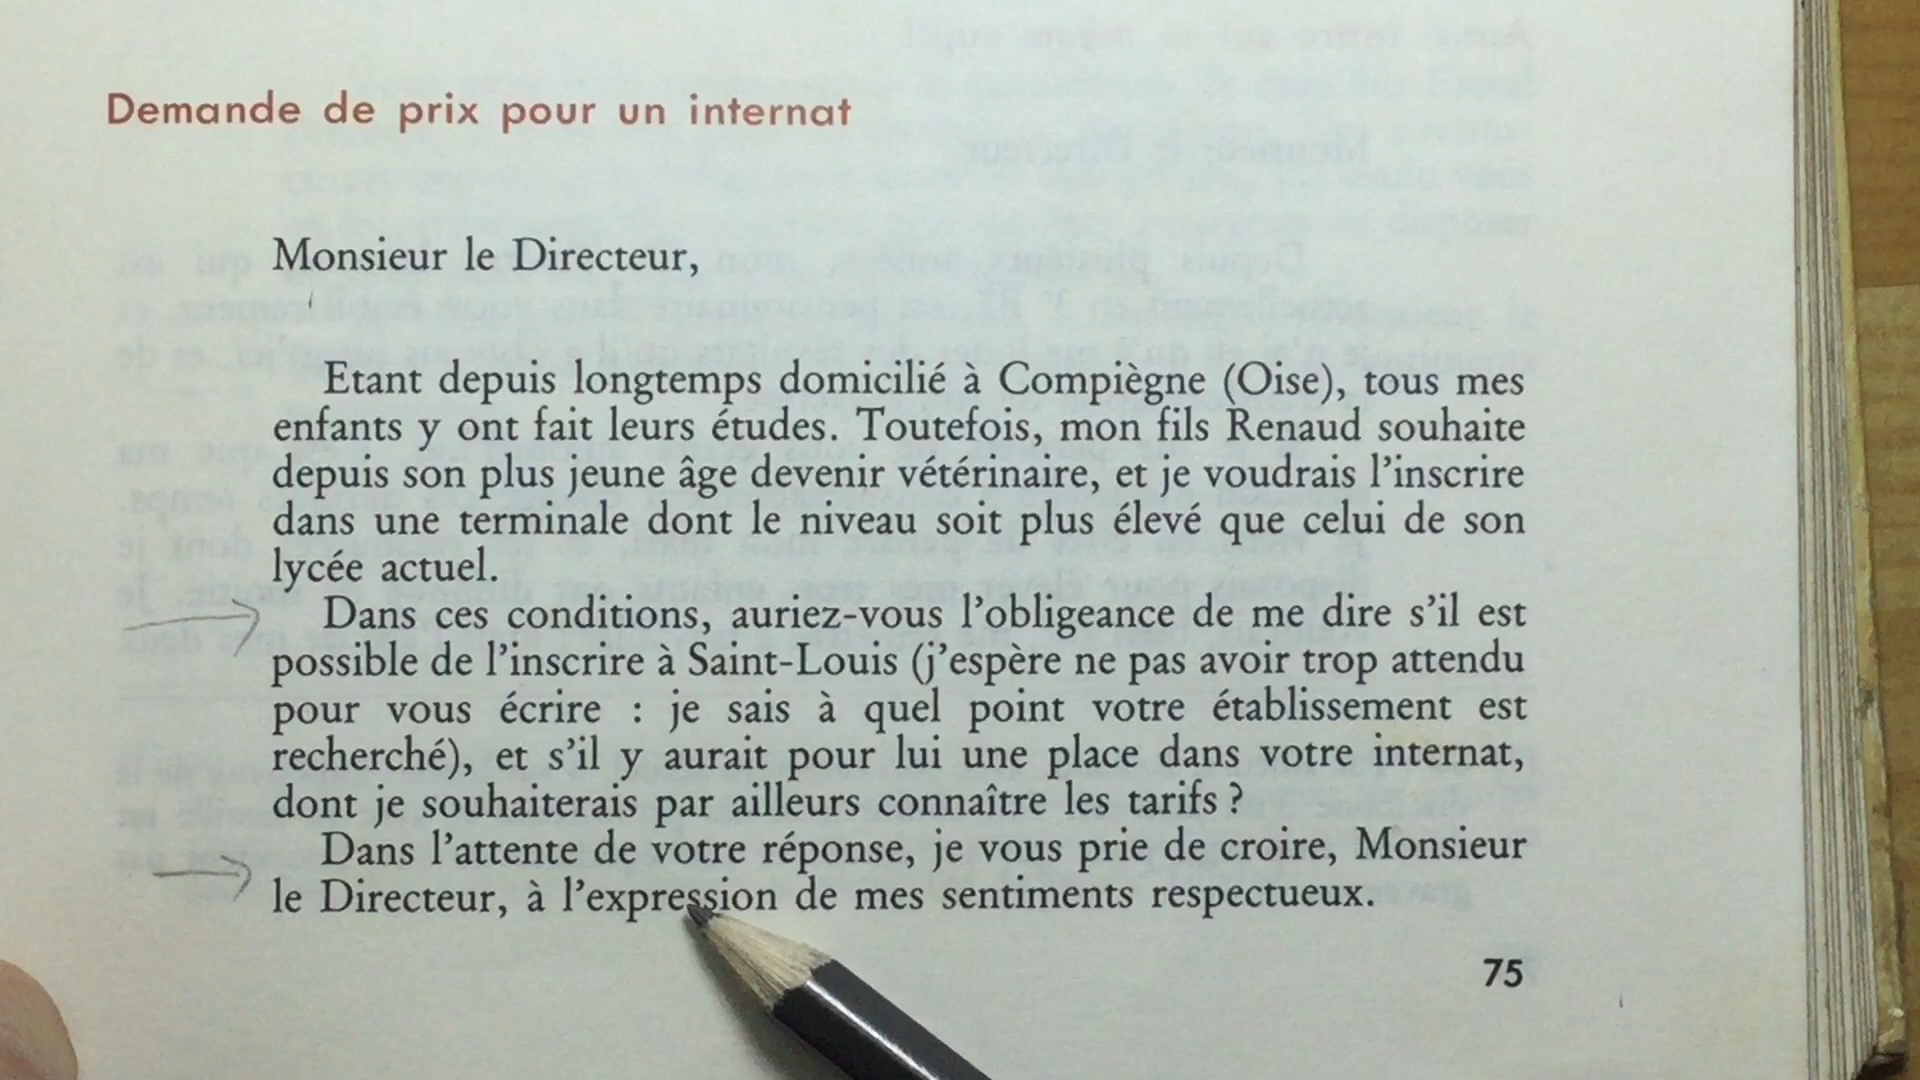 Demande de prix pour un internat
Monsieur le Directeur,
Etant depuis longtemps domicilié à Compiègne (Oise), tous mes
enfants y ont fait leurs études. Toutefois, mon fils Renaud souhaite
depuis son plus jeune âge devenir vétérinaire, et je voudrais l'inscrire
dans une terminale dont le niveau soit plus élevé que celui de son
lycée actuel.
Dans ces conditions, auriez-vous l'obligeance de me dire s'il est
possible de l'inscrire à Saint-Louis (j'espère ne pas avoir trop attendu
pour vous écrire : je sais à quel point votre établissement est
recherché), et s'il y aurait pour lui une place dans votre internat,
dont je souhaiterais par ailleurs connaître les tarifs ?
Dans l'attente de votre réponse, je vous prie de croire, Monsieur
le Directeur, à l'expression de mes sentiments respectueux.
75